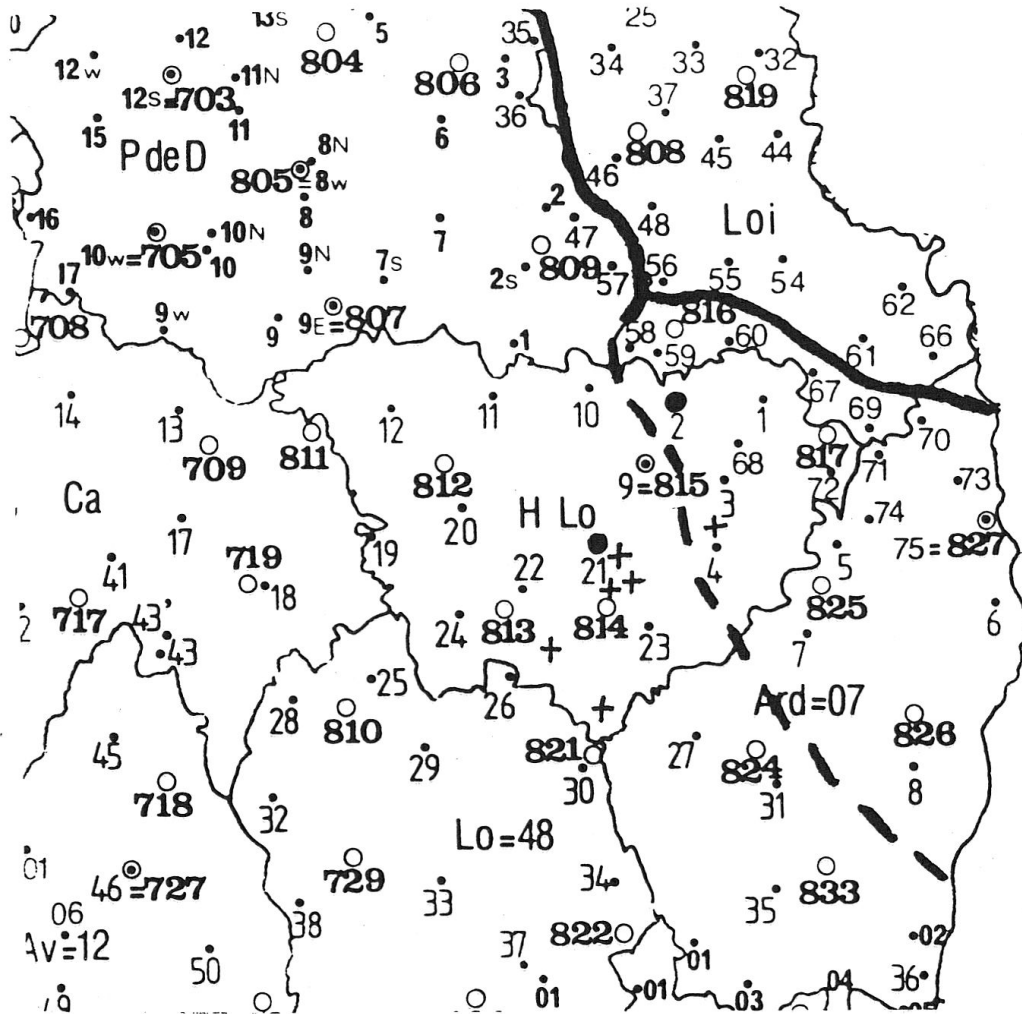 13S 5 35 25
12 804 34 33 32
12w 11N 806 3 819
12S=703 36 37
15 11 6 808 45 44
PdeD 8N 46
805=8w
16 8 2 48 Loi
10N 7 47
10w=705 10 9N 7S 2S 809 57 56 55 54
17 62
708 9w 9 9E=807 1 58 816 60 61 66
59
14 13 12 11 10 2 1 67 69 70
709 811 68 817 71
812 9=815 3 72 73
Ca 20 H Lo 74
17 19 75=827
719 21 4 5
41 18 22 825 6
717 43' 24 813 814 23
2 43 7
25 26 Ard=07
28 810 826
45 29 821 27 824
718 30 31 8
32 Lo=48
01 729 833
46=727 33 34 35
06 38
Av=12 37 822 02
50 01 36
49 01 01 03 04